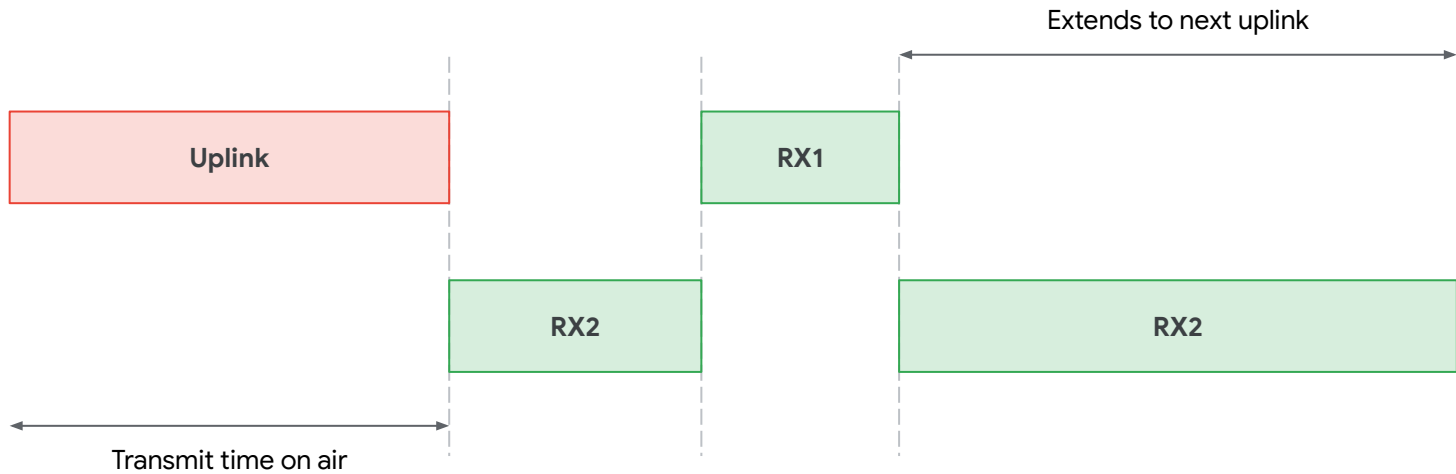 Extends to next uplink
Uplink
RX1
RX2
RX2
Transmit time on air